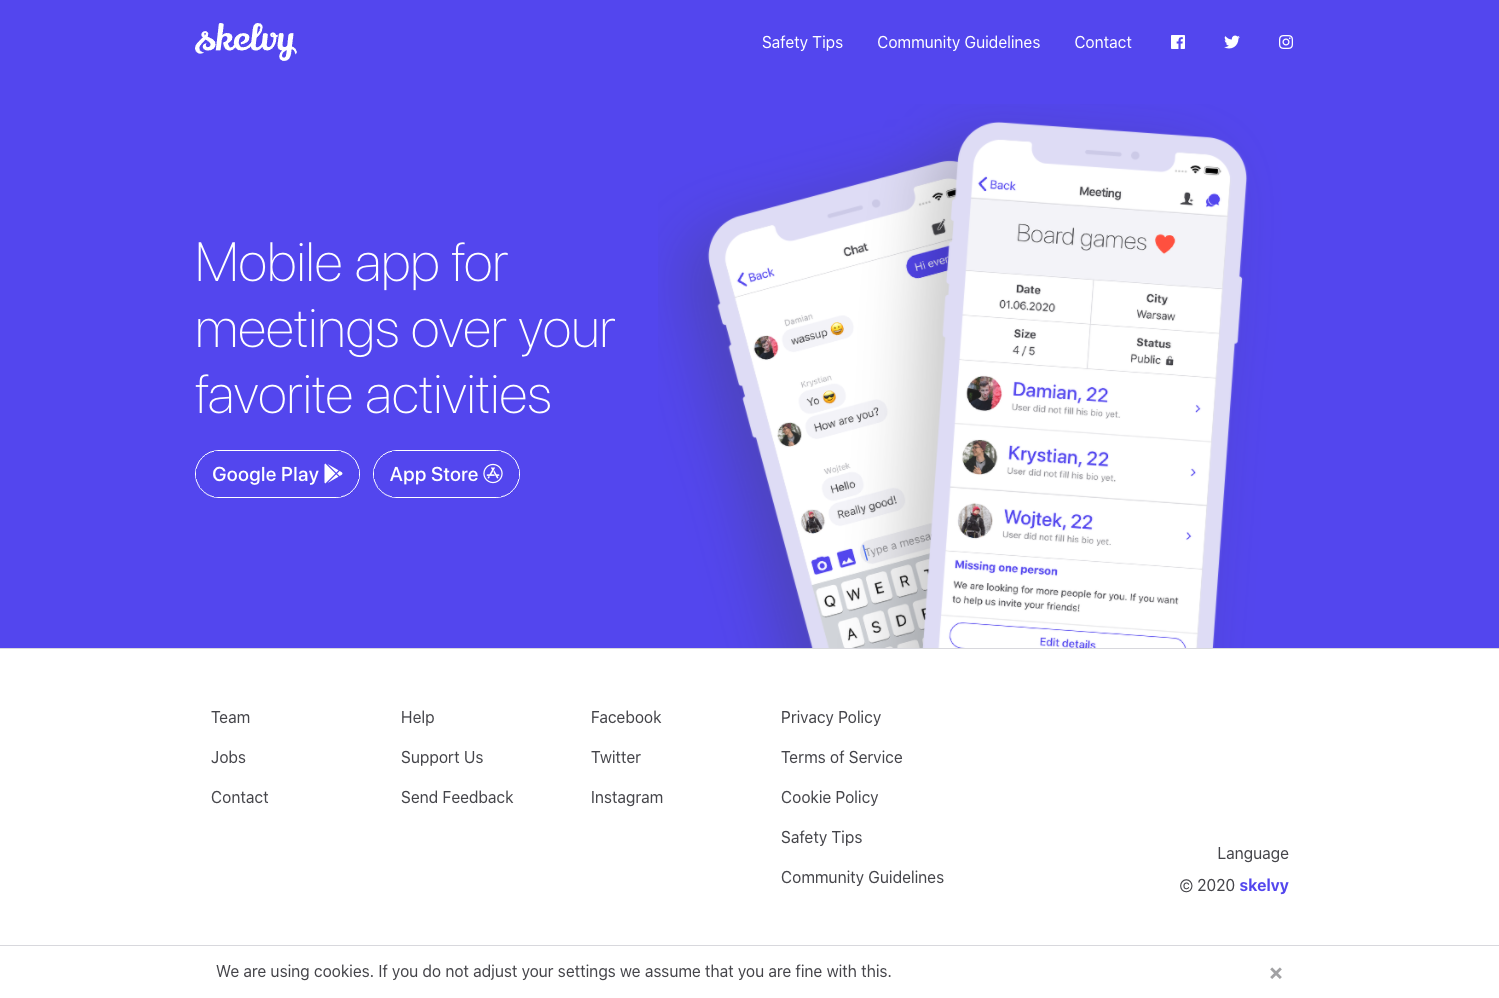 skelvy
Safety Tips
Community Guidelines
Contact
Mobile app for
meetings over your
favorite activities
Google Play
App Store
Back
Chat
Damian
wassup 😄
Krystian
Yo 😎
How are you?
Wojtek
Hello
Really good!
Q W E R
A S D
Back
Meeting
Board games ❤️
Date
01.06.2020
City
Warsaw
Size
4 / 5
Status
Public
Damian, 22
User did not fill his bio yet.
Krystian, 22
User did not fill his bio yet.
Wojtek, 22
User did not fill his bio yet.
Missing one person
We are looking for more people for you. If you want
to help us invite your friends!
Edit details
Team
Jobs
Contact
Help
Support Us
Send Feedback
Facebook
Twitter
Instagram
Privacy Policy
Terms of Service
Cookie Policy
Safety Tips
Community Guidelines
Language
© 2020 skelvy
We are using cookies. If you do not adjust your settings we assume that you are fine with this.
×